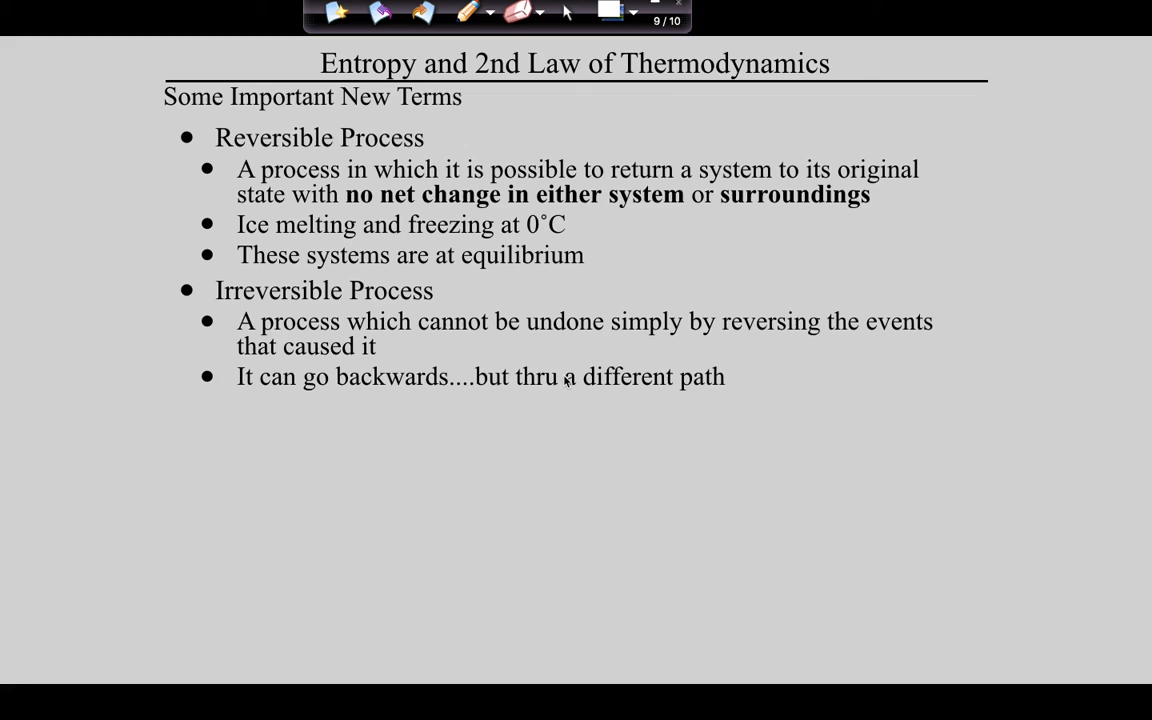 9 / 10
Entropy and 2nd Law of Thermodynamics
Some Important New Terms
● Reversible Process
● A process in which it is possible to return a system to its original
state with no net change in either system or surroundings
● Ice melting and freezing at 0˚C
● These systems are at equilibrium
● Irreversible Process
● A process which cannot be undone simply by reversing the events
that caused it
● It can go backwards....but thru a different path